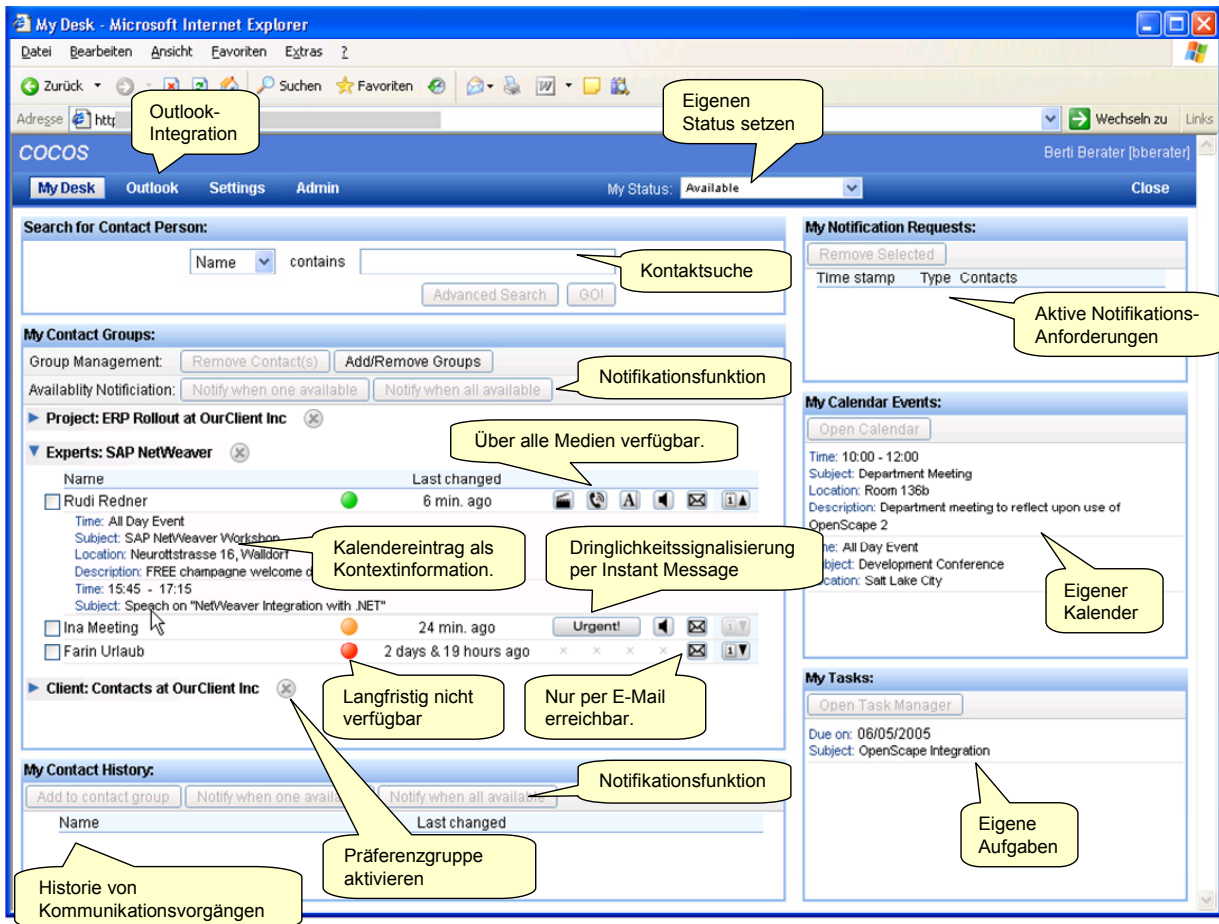 My Desk - Microsoft Internet Explorer
Datei Bearbeiten Ansicht Favoriten Extras ?
Zurück Suchen Favoriten
Adresse http Wechseln zu Links
Outlook-
Integration
Eigenen
Status setzen
COCOS Berti Berater [bberater]
My Desk Outlook Settings Admin My Status: Available Close
Search for Contact Person:
Name contains
Advanced Search GO!
Kontaktsuche
My Contact Groups:
Group Management: Remove Contact(s) Add/Remove Groups
Availablity Notificiation: Notify when one available Notify when all available
Notifikationsfunktion
Project: ERP Rollout at OurClient Inc
Über alle Medien verfügbar.
Experts: SAP NetWeaver
Name Last changed
Rudi Redner 6 min. ago A 1
Time: All Day Event
Subject: SAP NetWeaver Workshop
Location: Neurottstrasse 16, Walldorf
Description: FREE champagne welcome d
Time: 15:45 - 17:15
Subject: Speach on "NetWeaver Integration with .NET"
Kalendereintrag als
Kontextinformation.
Dringlichkeitssignalisierung
per Instant Message
Ina Meeting 24 min. ago Urgent! 1
Farin Urlaub 2 days & 19 hours ago × × × × 1
Client: Contacts at OurClient Inc
Langfristig nicht
verfügbar
Nur per E-Mail
erreichbar.
My Contact History:
Add to contact group Notify when one availa Notify when all available
Notifikationsfunktion
Name Last changed
Präferenzgruppe
aktivieren
Historie von
Kommunikationsvorgängen
My Notification Requests:
Remove Selected
Time stamp Type Contacts
Aktive Notifikations-
Anforderungen
My Calendar Events:
Open Calendar
Time: 10:00 - 12:00
Subject: Department Meeting
Location: Room 136b
Description: Department meeting to reflect upon use of
OpenScape 2
me: All Day Event
bject: Development Conference
cation: Salt Lake City
Eigener
Kalender
My Tasks:
Open Task Manager
Due on: 06/05/2005
Subject: OpenScape Integration
Eigene
Aufgaben